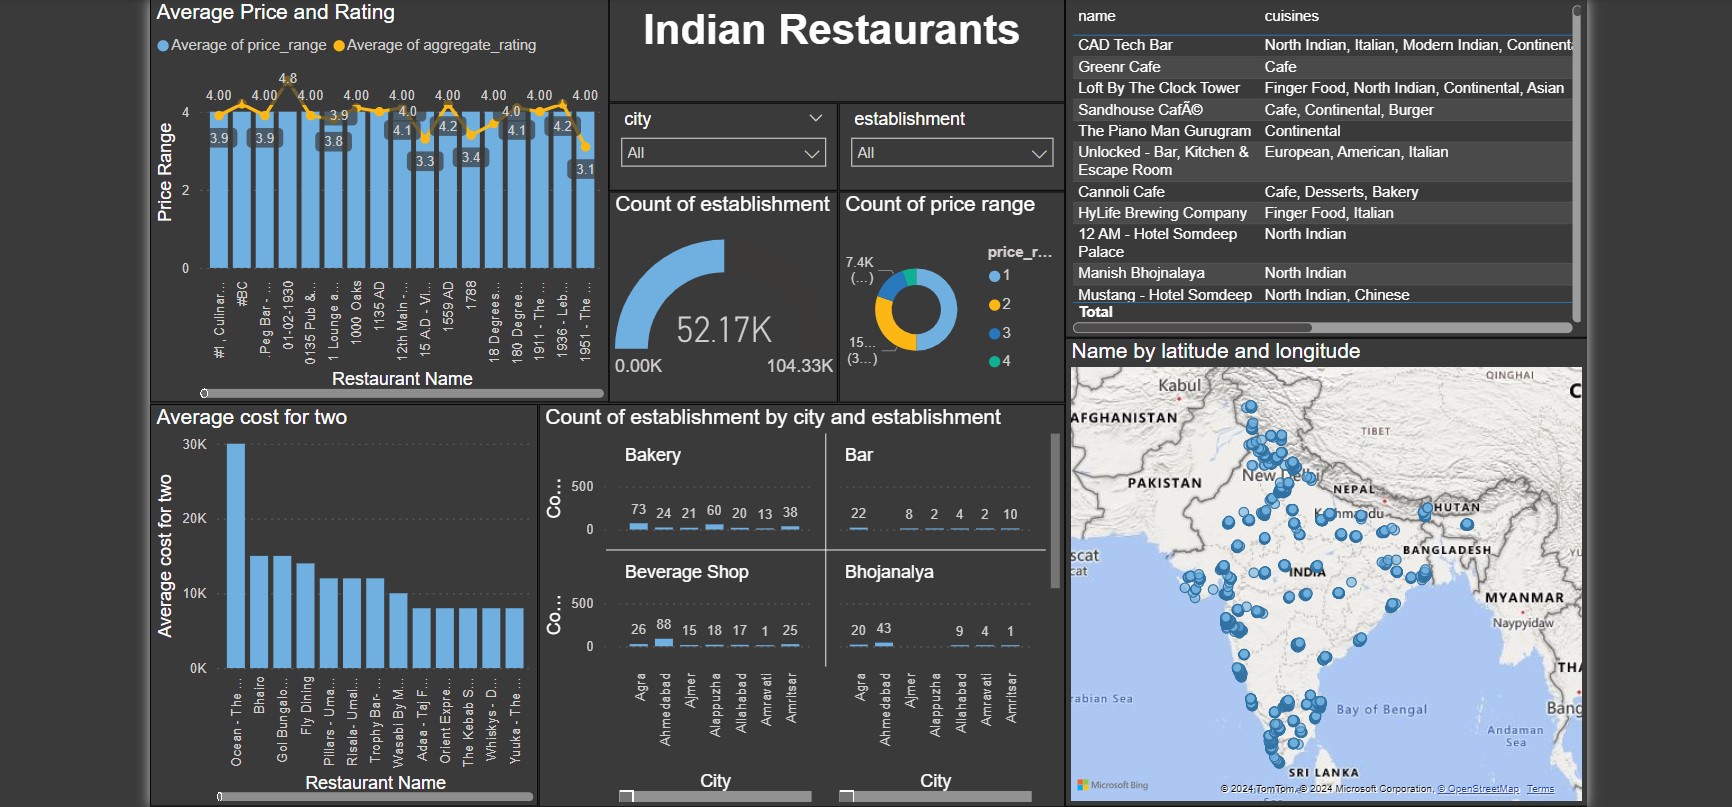 Average Price and Rating
Average of price_range Average of aggregate_rating
4.8
4.00 4.00 4.00 4.00 4.00 4.00 4.00 4.00
3.9 3.9 3.9 3.8 4.0 4.1 3.3 4.2 3.4 4.0 4.1 4.2 3.1
Price Range
4
2
0
#1, Culinar...
#BC
.Peg Bar - ...
01-02-1930
0135 Pub &...
1 Lounge a...
1000 Oaks
1135 AD
12th Main -...
15 A.D - Vi...
1559 AD
1788
18 Degrees...
180 Degree...
1911 - The ...
1936 - Leb...
1951 - The ...
Restaurant Name
Indian Restaurants
city
All
establishment
All
Count of establishment
52.17K
0.00K 104.33K
Count of price range
7.4K
(...)
15...
(3...)
price_r...
1
2
3
4
name cuisines
CAD Tech Bar North Indian, Italian, Modern Indian, Continent
Greenr Cafe Cafe
Loft By The Clock Tower Finger Food, North Indian, Continental, Asian
Sandhouse CafÃ© Cafe, Continental, Burger
The Piano Man Gurugram Continental
Unlocked - Bar, Kitchen & European, American, Italian
Escape Room
Cannoli Cafe Cafe, Desserts, Bakery
HyLife Brewing Company Finger Food, Italian
12 AM - Hotel Somdeep North Indian
Palace
Manish Bhojnalaya North Indian
Mustang - Hotel Somdeep North Indian, Chinese
Total
Average cost for two
Average cost for two
30K
20K
10K
0K
Ocean - The ...
Bhairo
Gol Bungalo...
Fly Dining
Pillars - Uma...
Risala- Umai...
Trophy Bar- ...
Wasabi By M...
Adaa - Taj F...
Orient Expre...
The Kebab S...
Whiskys - D...
Yuuka - The ...
Restaurant Name
Count of establishment by city and establishment
Bakery Bar
Co... 500
73 24 21 60 20 13 38 22 8 2 4 2 10
0
Beverage Shop Bhojanalya
Co... 500
26 88 15 18 17 1 25 20 43 9 4 1
0
Agra
Ahmedabad
Ajmer
Alappuzha
Allahabad
Amravati
Amritsar
Agra
Ahmedabad
Ajmer
Alappuzha
Allahabad
Amravati
Amritsar
City City
Name by latitude and longitude
QINGHAI
Kabul
C
AFGHANISTAN
TIBET
New Delhi
PAKISTAN
NEPAL
Kathmandu
BHUTAN
scat
cat
BANGLADESH
YU
INDIA
MYANMAR
Naypyidaw
THA
rabian Sea
Bay of Bengal
Bang
Andaman
Sea
SRI LANKA
Microsoft Bing
© 2024 TomTom, © 2024 Microsoft Corporation, © OpenStreetMap Terms